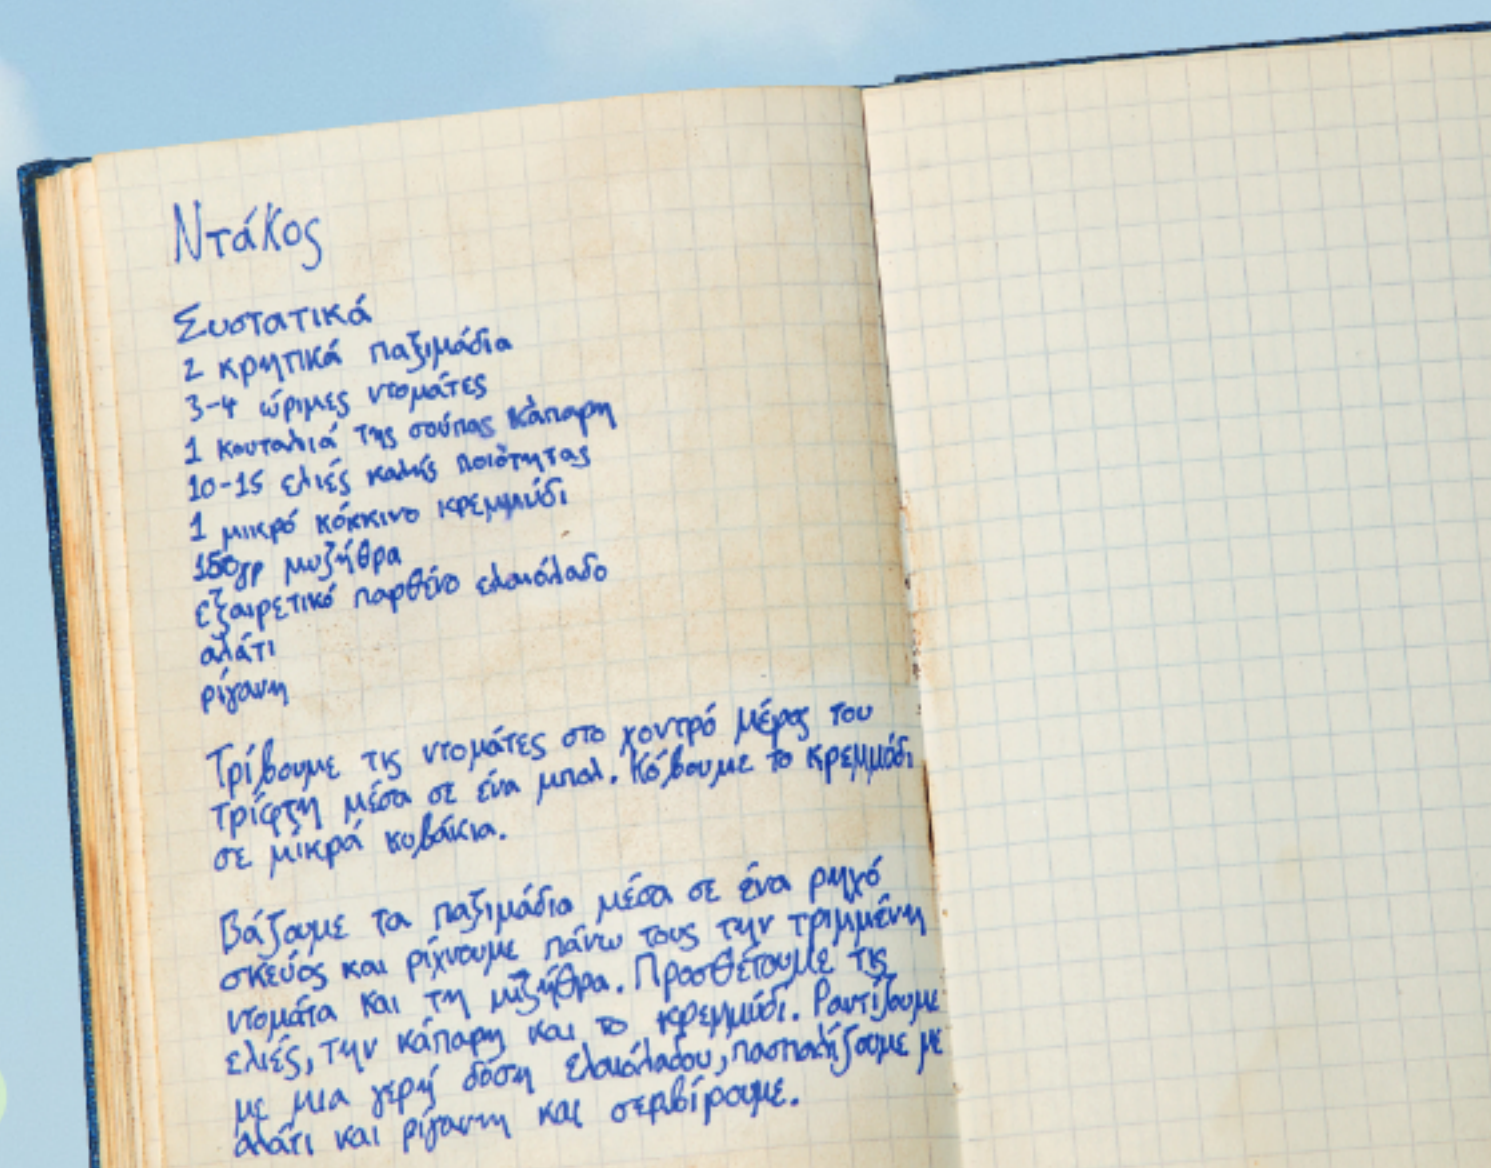 Ντάκος
Συστατικά
2 κρητικά παξιμάδια
3-4 ώριμες ντομάτες
1 κουταλιά της σούπας κάπαρη
10-15 ελιές καλής ποιότητας
1 μικρό κόκκινο κρεμμύδι
150γρ μυζήθρα
εξαιρετικό παρθένο ελαιόλαδο
αλάτι
ρίγανη
Τρίβουμε τις ντομάτες στο χοντρό μέρος του
τρίφτη μέσα σε ένα μπολ. Κόβουμε το κρεμμύδι
σε μικρά κυβάκια.
Βάζουμε τα παξιμάδια μέσα σε ένα ρηχό
σκεύος και ρίχνουμε πάνω τους την τριμμένη
ντομάτα και τη μυζήθρα. Προσθέτουμε τις
ελιές, την κάπαρη και το κρεμμύδι. Ραντίζουμε
με μια γερή δόση ελαιόλαδου, πασπαλίζουμε με
αλάτι και ρίγανη και σερβίρουμε.